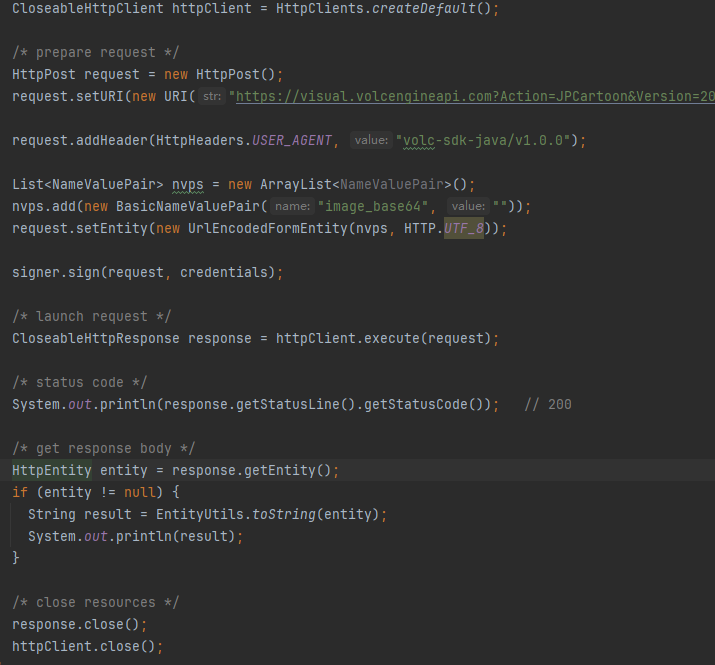 CloseableHttpClient httpClient = HttpClients.createDefault();
/* prepare request */
HttpPost request = new HttpPost();
request.setURI(new URI( str: "https://visual.volcengineapi.com?Action=JPCartoon&Version=20
request.addHeader(HttpHeaders.USER_AGENT, value: "volc-sdk-java/v1.0.0");
List<NameValuePair> nvps = new ArrayList<NameValuePair>();
nvps.add(new BasicNameValuePair( name: "image_base64", value: ""));
request.setEntity(new UrlEncodedFormEntity(nvps, HTTP.UTF_8));
signer.sign(request, credentials);
/* launch request */
CloseableHttpResponse response = httpClient.execute(request);
/* status code */
System.out.println(response.getStatusLine().getStatusCode());   // 200
/* get response body */
HttpEntity entity = response.getEntity();
if (entity != null) {
  String result = EntityUtils.toString(entity);
  System.out.println(result);
}
/* close resources */
response.close();
httpClient.close();